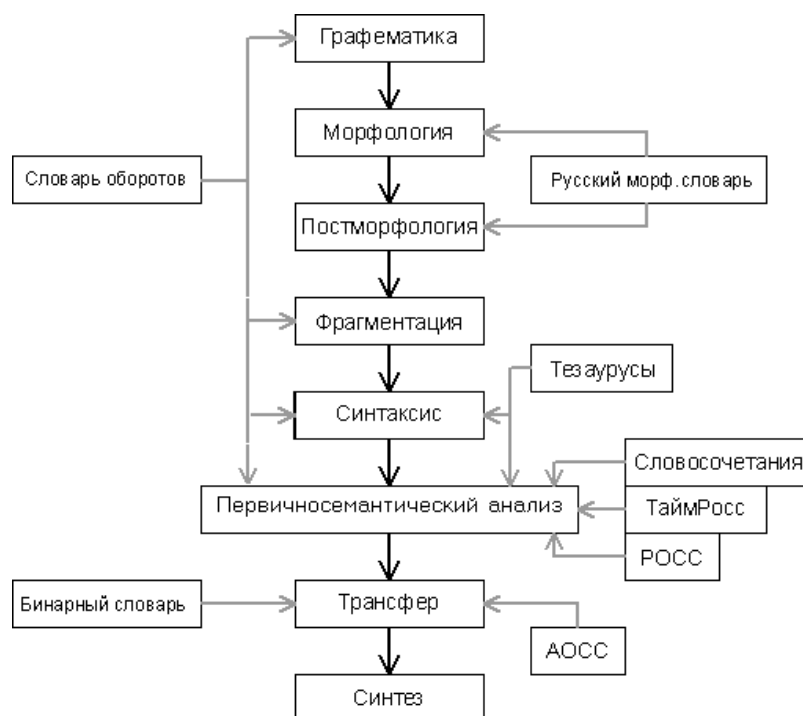 Графематика
Морфология
Словарь оборотов
Русский морф.словарь
Постморфология
Фрагментация
Тезаурусы
Синтаксис
Словосочетания
Первичносемантический анализ
ТаймРосс
РОСС
Бинарный словарь
Трансфер
АОСС
Синтез